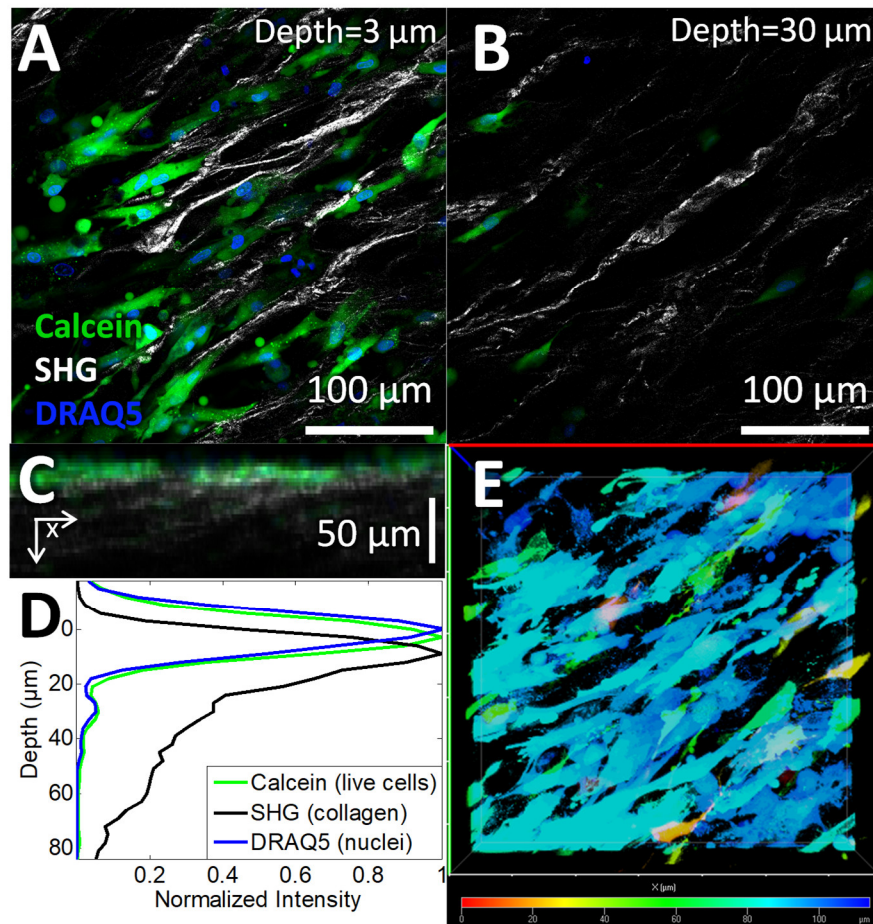 A
Depth=3 µm
Calcein
SHG
DRAQ5
100 µm
B
Depth=30 µm
100 µm
C
x
50 µm
D
0
20
40
60
80
Depth (µm)
Calcein (live cells)
SHG (collagen)
DRAQ5 (nuclei)
0.2 0.4 0.6 0.8 1
Normalized Intensity
E
X (µm)
0 20 40 60 80 100 µm